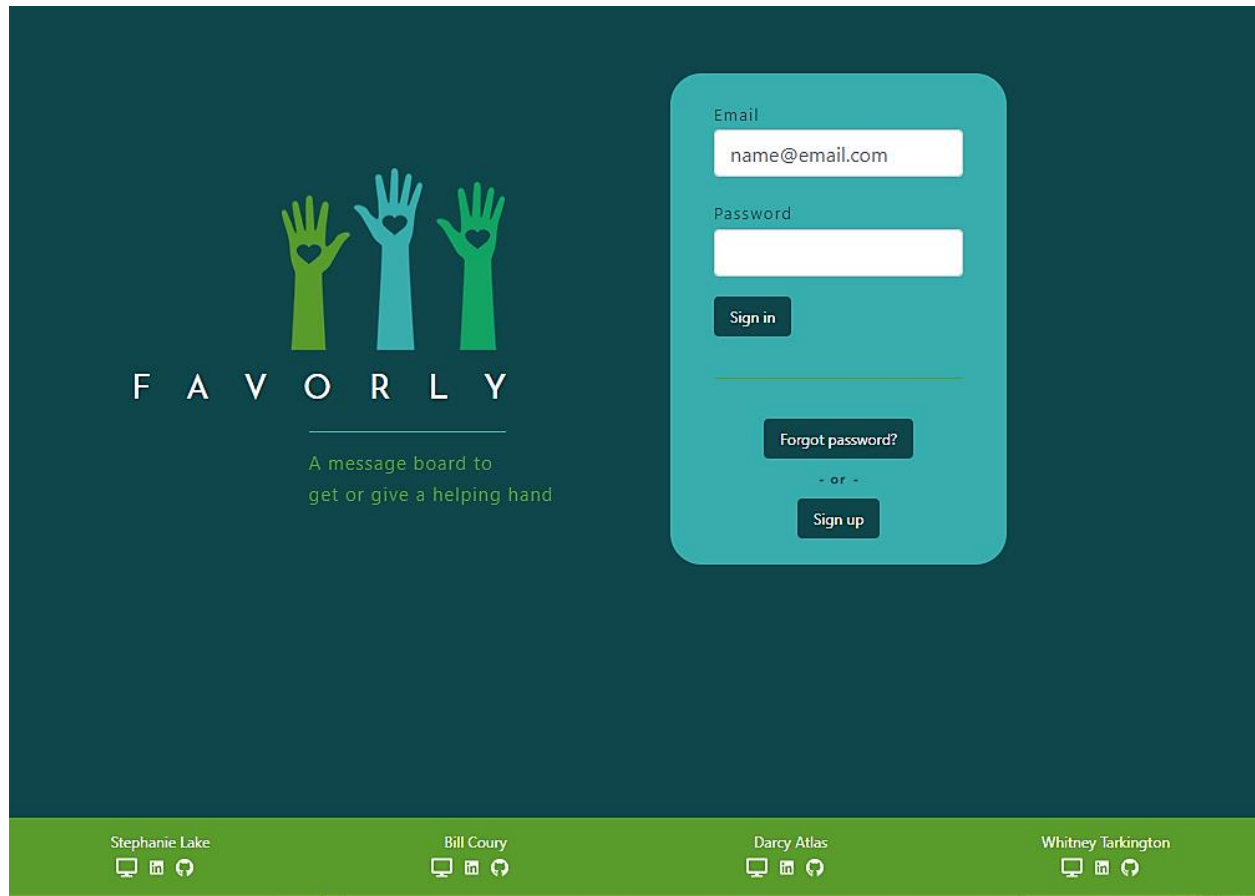 F A V O R L Y
A message board to
get or give a helping hand
Email
name@email.com
Password
Sign in
Forgot password?
- or -
Sign up
Stephanie Lake
Bill Coury
Darcy Atlas
Whitney Tarkington